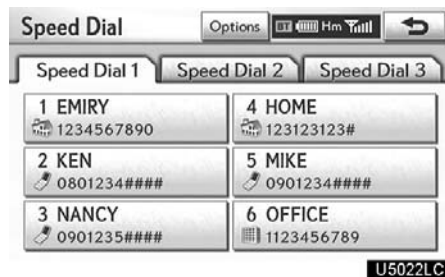 Speed Dial Options BT Hm
Speed Dial 1 Speed Dial 2 Speed Dial 3
1 EMIRY 4 HOME
1234567890 123123123#
2 KEN 5 MIKE
0801234#### 0901234####
3 NANCY 6 OFFICE
0901235#### 1123456789
U5022LC